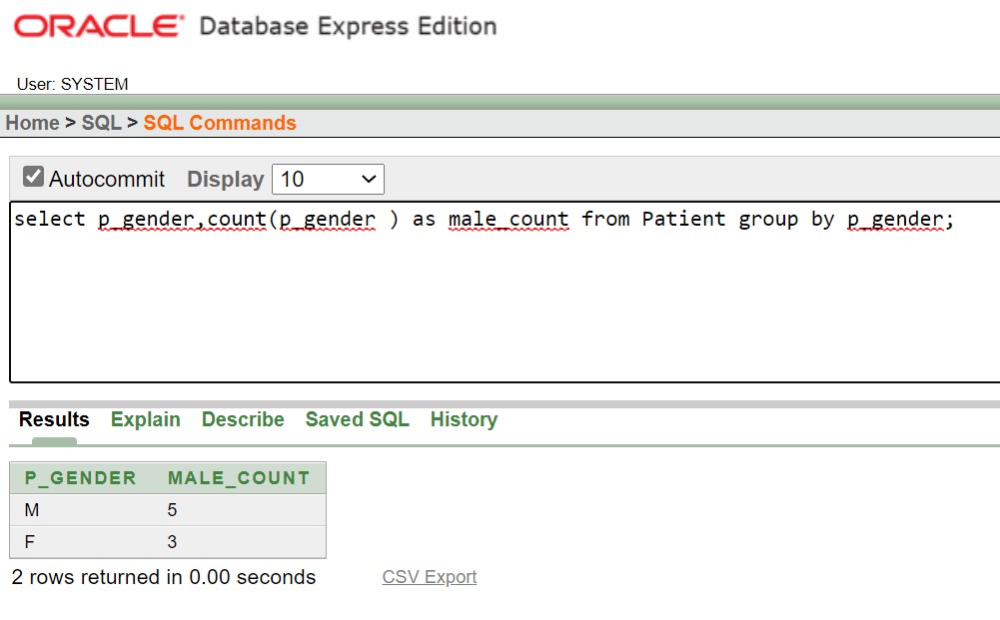 ORACLE Database Express Edition
User: SYSTEM
Home > SQL > SQL Commands
Autocommit Display 10
select p_gender,count(p_gender ) as male_count from Patient group by p_gender;
Results Explain Describe Saved SQL History
P_GENDER MALE_COUNT
M 5
F 3
2 rows returned in 0.00 seconds CSV Export